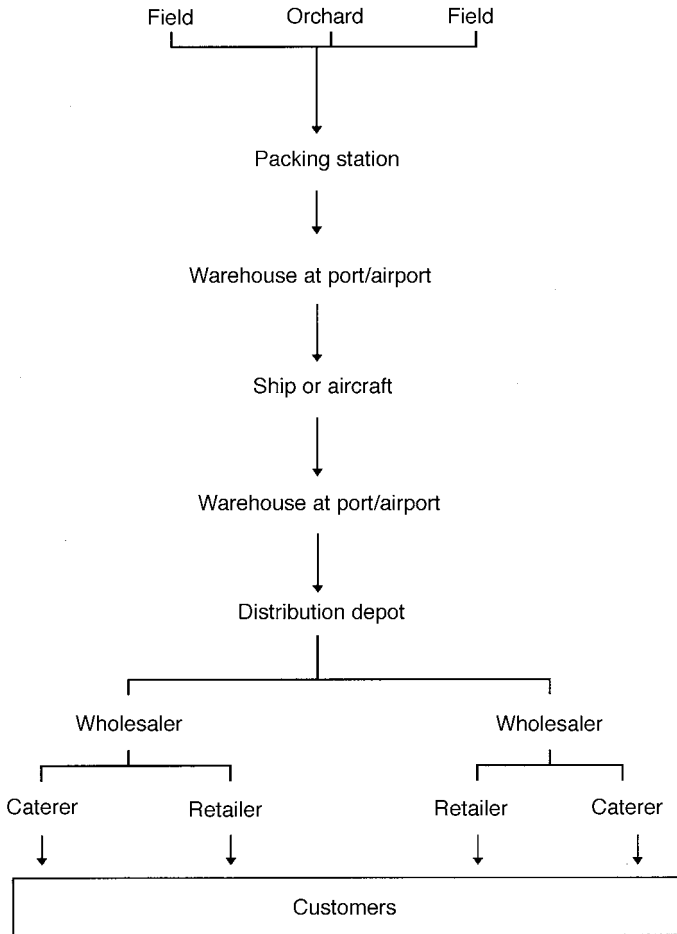 Field Orchard Field
Packing station
Warehouse at port/airport
Ship or aircraft
Warehouse at port/airport
Distribution depot
Wholesaler Wholesaler
Caterer Retailer Retailer Caterer
Customers